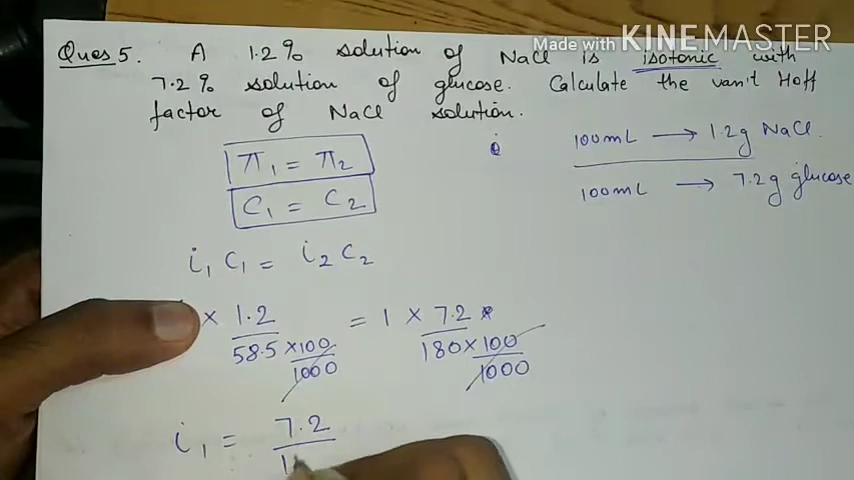 Made with KINEMASTER
Ques 5. A 1.2% solution of NaCl is isotonic with
7.2% solution of glucose. Calculate the van't Hoff
factor of NaCl solution.
i
100mL → 1.2g NaCl.
100mL → 7.2g glucose
π₁ = π₂
C₁ = C₂
i₁ C₁ = i₂ C₂
× 1.2 / 58.5 × 100/1000 = 1 × 7.2 / 180 × 100/1000
i₁ = 7.2 / 1